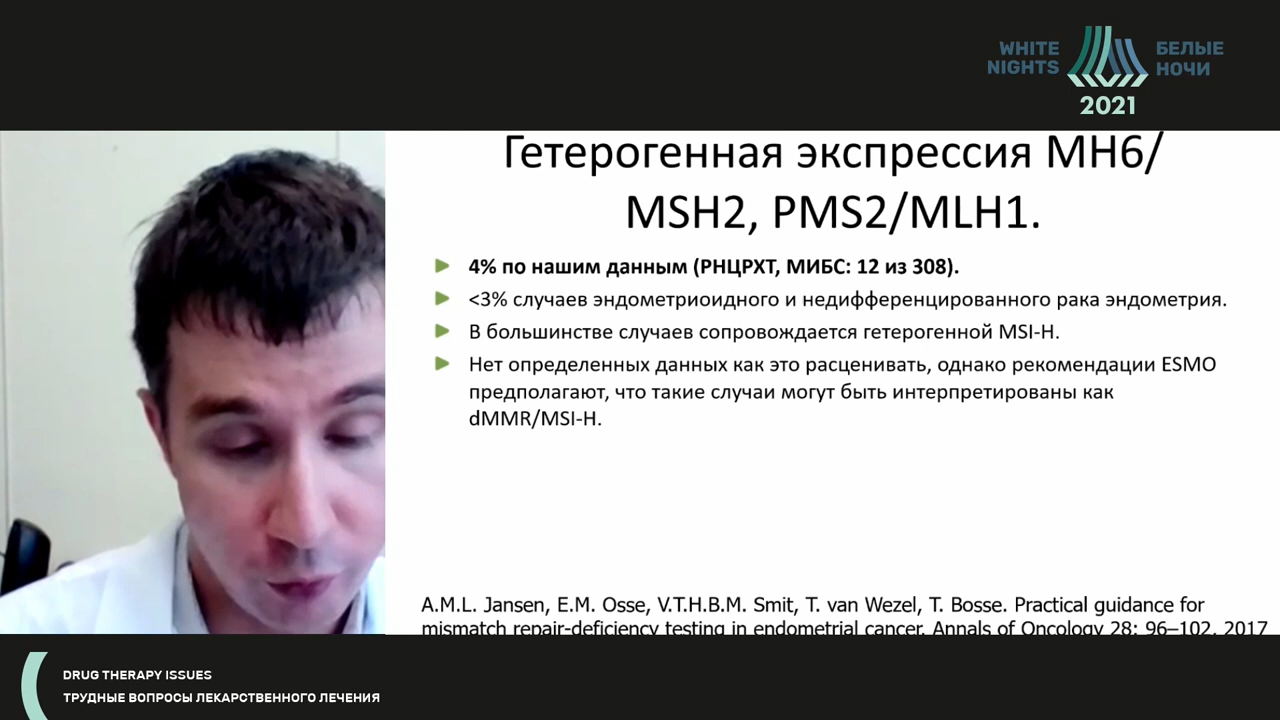 WHITE NIGHTS
БЕЛЫЕ НОЧИ
2021
Гетерогенная экспрессия MH6/
MSH2, PMS2/MLH1.
4% по нашим данным (РНЦРХТ, МИБС: 12 из 308).
<3% случаев эндометриоидного и недифференцированного рака эндометрия.
В большинстве случаев сопровождается гетерогенной MSI-H.
Нет определенных данных как это расценивать, однако рекомендации ESMO
предполагают, что такие случаи могут быть интерпретированы как
dMMR/MSI-H.
A.M.L. Jansen, E.M. Osse, V.T.H.B.M. Smit, T. van Wezel, T. Bosse. Practical guidance for
mismatch repair-deficiency testing in endometrial cancer. Annals of Oncology 28: 96–102, 2017
DRUG THERAPY ISSUES
ТРУДНЫЕ ВОПРОСЫ ЛЕКАРСТВЕННОГО ЛЕЧЕНИЯ